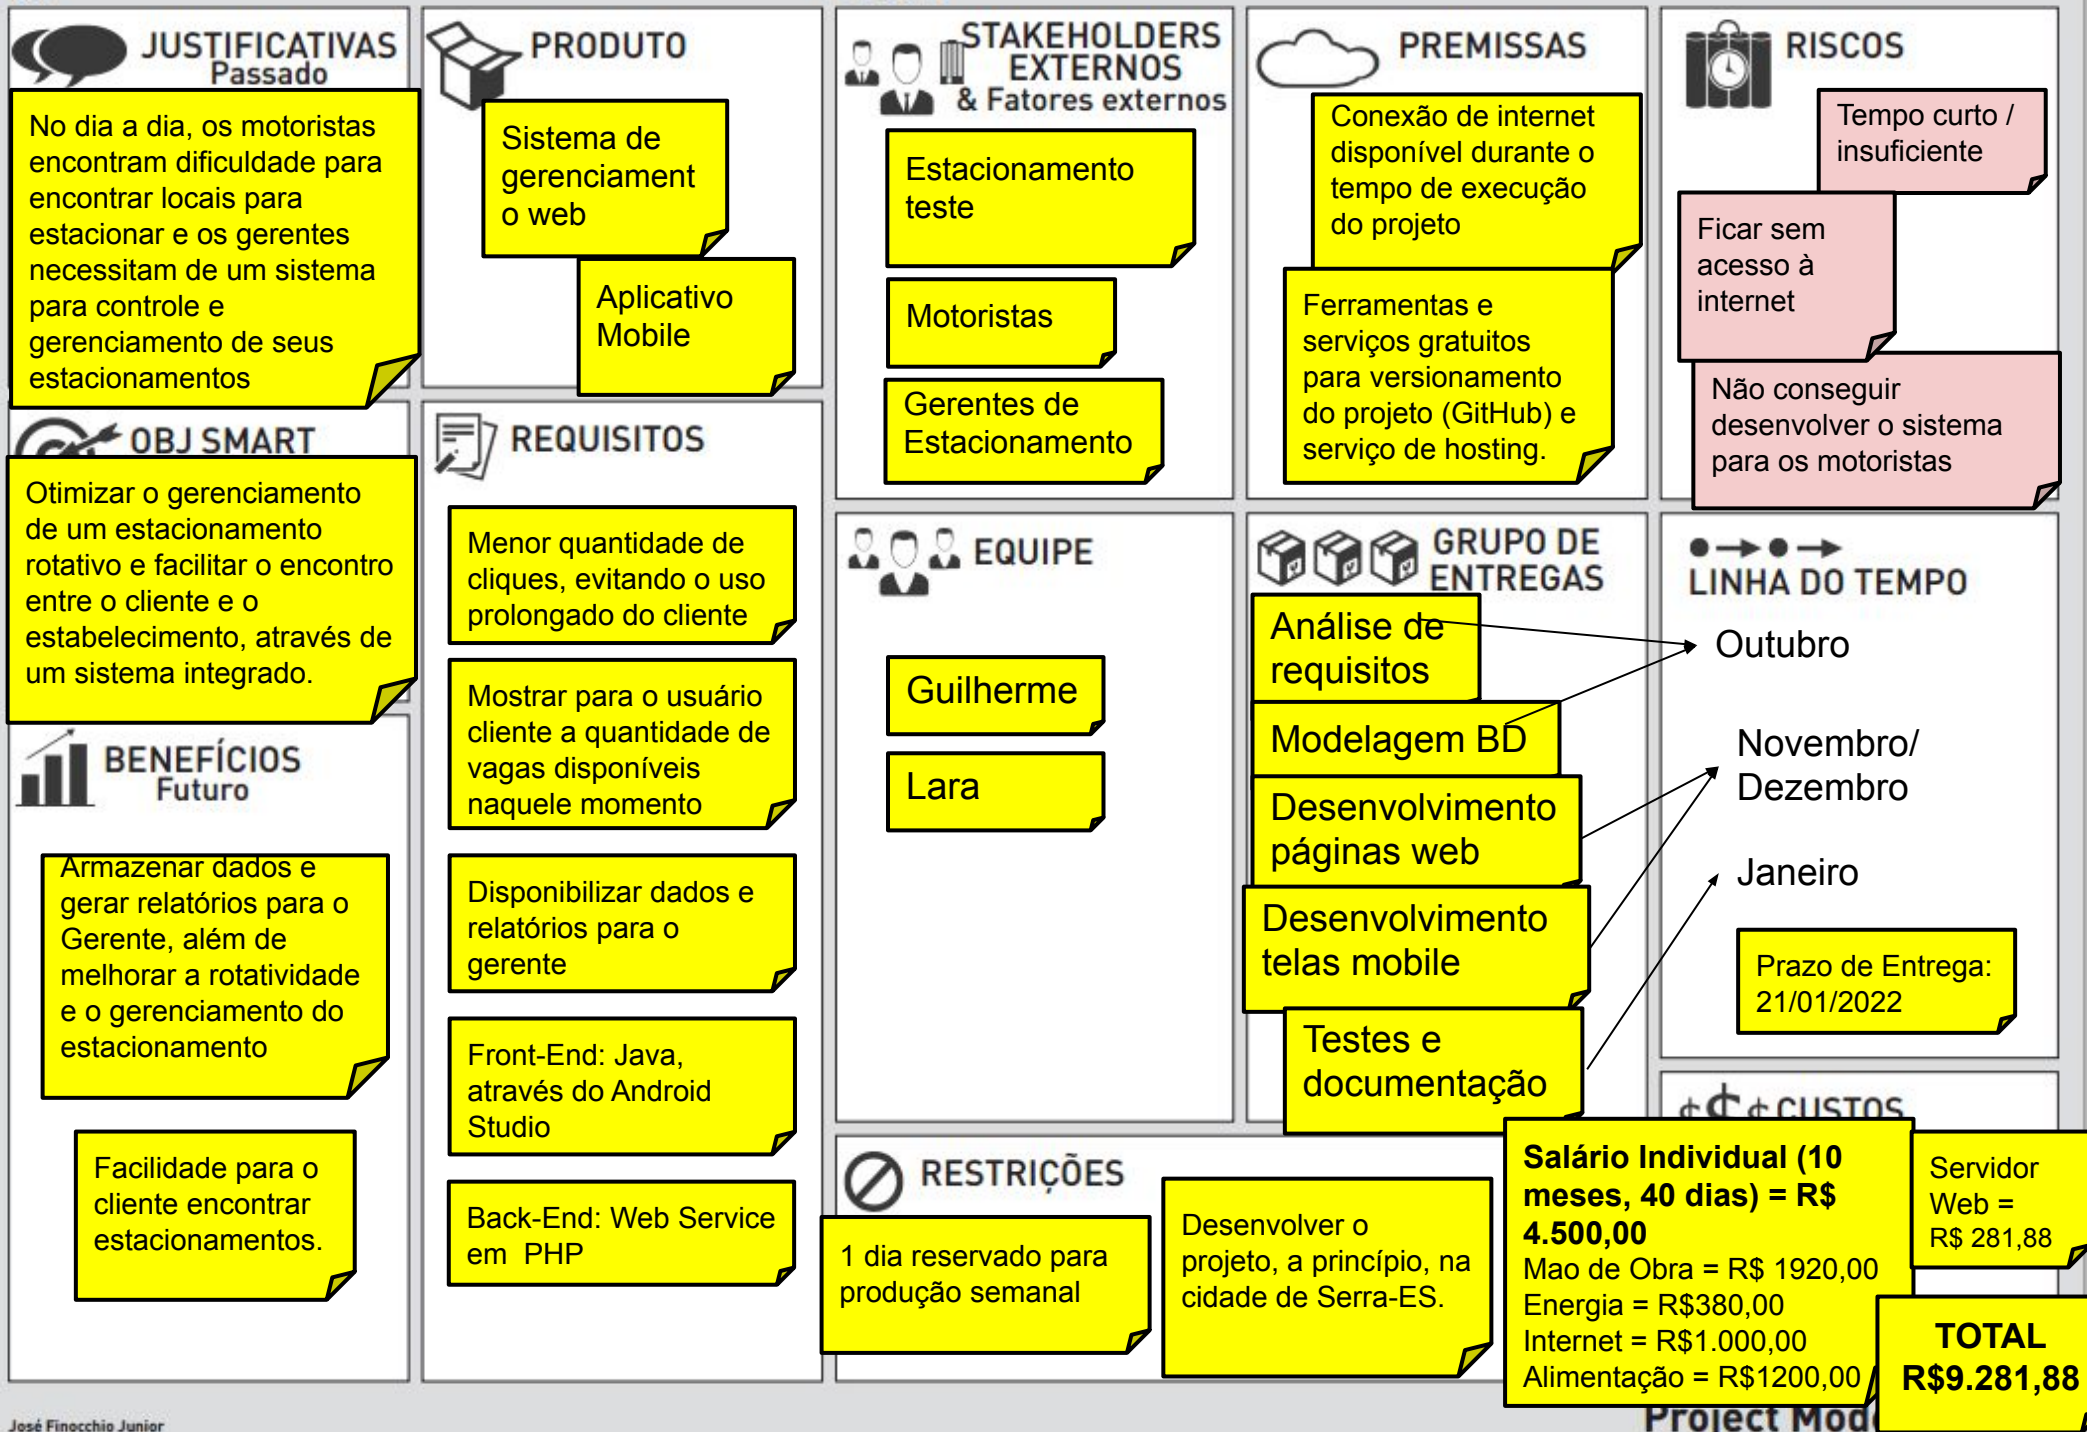 JUSTIFICATIVAS
Passado
No dia a dia, os motoristas
encontram dificuldade para
encontrar locais para
estacionar e os gerentes
necessitam de um sistema
para controle e
gerenciamento de seus
estacionamentos
OBJ SMART
Otimizar o gerenciamento
de um estacionamento
rotativo e facilitar o encontro
entre o cliente e o
estabelecimento, através de
um sistema integrado.
BENEFÍCIOS
Futuro
Armazenar dados e
gerar relatórios para o
Gerente, além de
melhorar a rotatividade
e o gerenciamento do
estacionamento
Facilidade para o
cliente encontrar
estacionamentos.
PRODUTO
Sistema de
gerenciament
o web
Aplicativo
Mobile
REQUISITOS
Menor quantidade de
cliques, evitando o uso
prolongado do cliente
Mostrar para o usuário
cliente a quantidade de
vagas disponíveis
naquele momento
Disponibilizar dados e
relatórios para o
gerente
Front-End: Java,
através do Android
Studio
Back-End: Web Service
em PHP
STAKEHOLDERS
EXTERNOS
& Fatores externos
Estacionamento
teste
Motoristas
Gerentes de
Estacionamento
EQUIPE
Guilherme
Lara
PREMISSAS
Conexão de internet
disponível durante o
tempo de execução
do projeto
Ferramentas e
serviços gratuitos
para versionamento
do projeto (GitHub) e
serviço de hosting.
GRUPO DE
ENTREGAS
Análise de
requisitos
Modelagem BD
Desenvolvimento
páginas web
Desenvolvimento
telas mobile
Testes e
documentação
RISCOS
Tempo curto /
insuficiente
Ficar sem
acesso à
internet
Não conseguir
desenvolver o sistema
para os motoristas
LINHA DO TEMPO
Outubro
Novembro/
Dezembro
Janeiro
Prazo de Entrega:
21/01/2022
RESTRIÇÕES
1 dia reservado para
produção semanal
Desenvolver o
projeto, a princípio, na
cidade de Serra-ES.
CUSTOS
Salário Individual (10
meses, 40 dias) = R$
4.500,00
Mao de Obra = R$ 1920,00
Energia = R$380,00
Internet = R$1.000,00
Alimentação = R$1200,00
Servidor
Web =
R$ 281,88
TOTAL
R$9.281,88
José Finocchio Junior
Project Mod